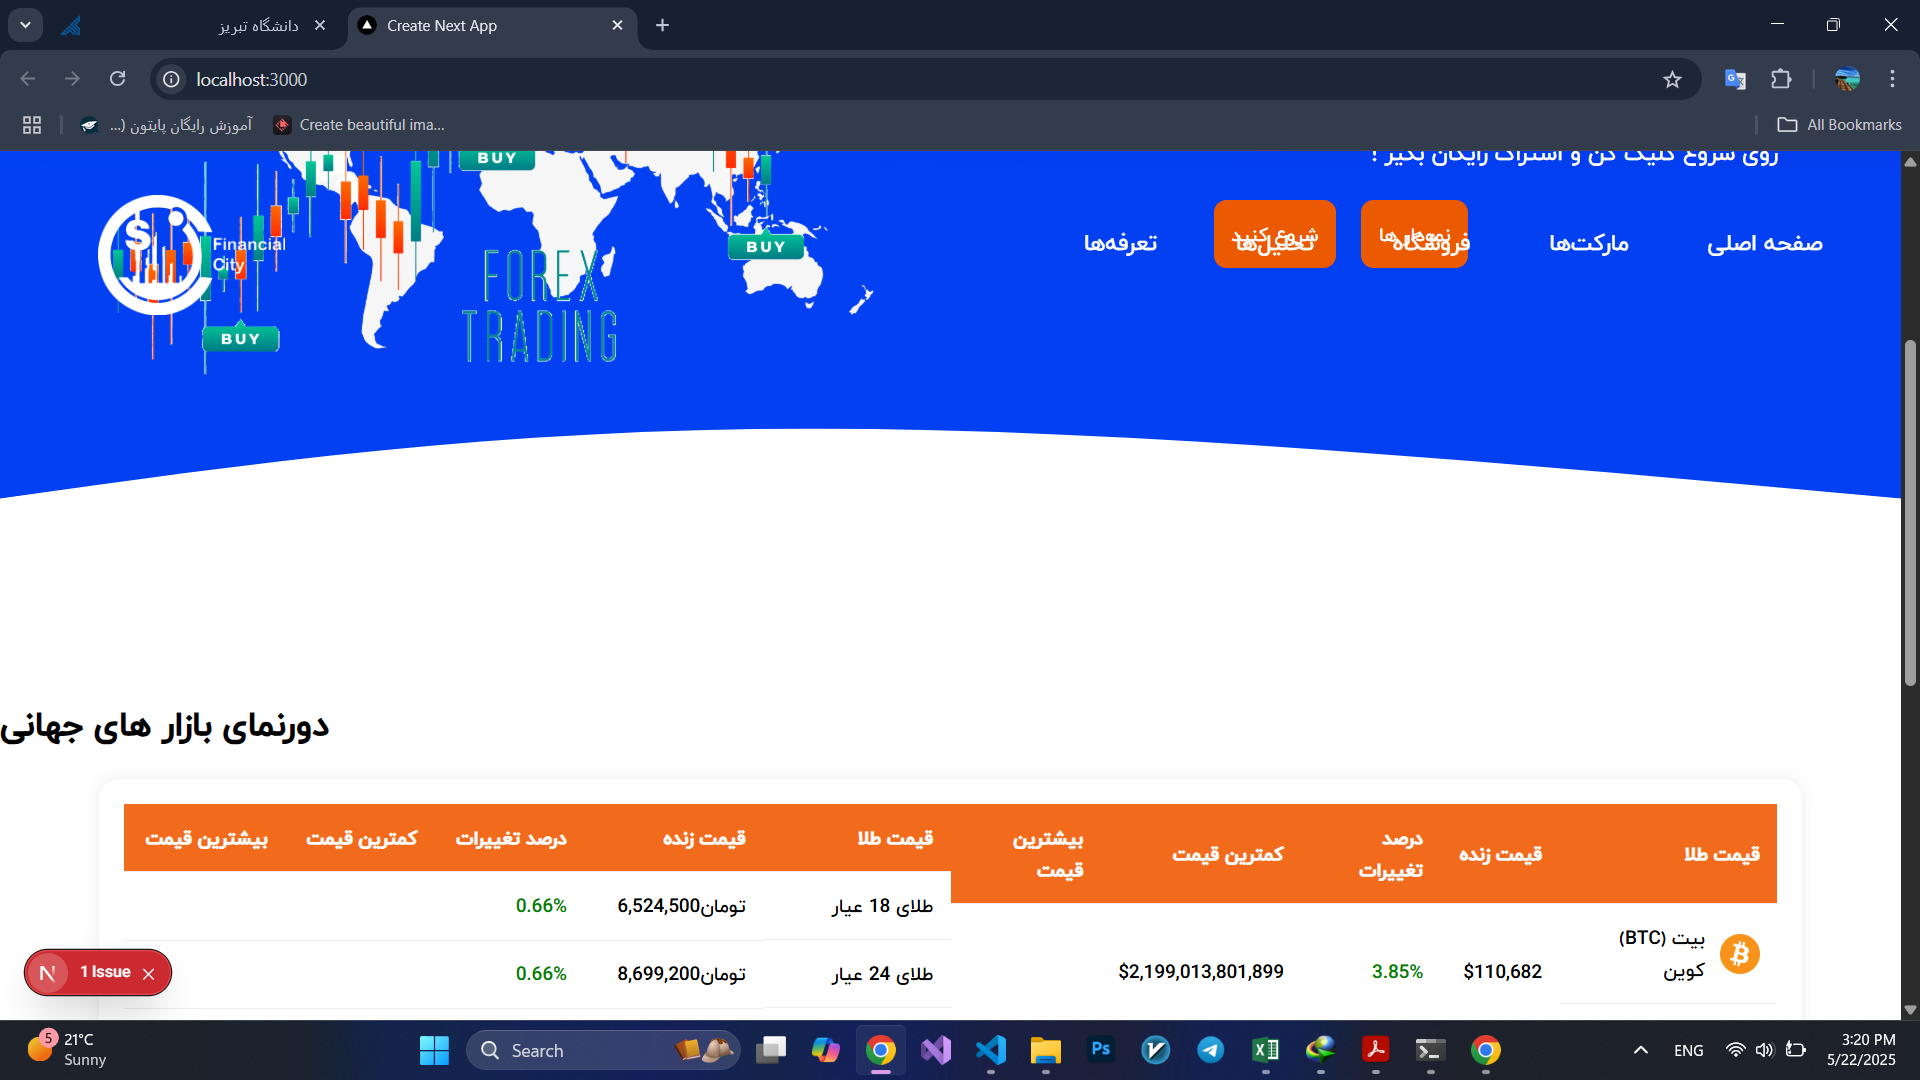 دانشگاه تبریز
Create Next App
localhost:3000
آموزش رایگان پایتون (...
Create beautiful ima...
All Bookmarks
روی شروع کلیک کن و اشتراک رایگان بگیر !
BUY
BUY
BUY
FOREX
TRADING
$
Financial
City
صفحه اصلی
مارکت‌ها
فروشگاه
نمودار ها
تحلیل‌ها
شروع کنید
تعرفه‌ها
دورنمای بازار های جهانی
قیمت طلا
قیمت زنده
درصد تغییرات
کمترین قیمت
بیشترین قیمت
بیت (BTC)
کوین
$110,682
3.85%
$2,199,013,801,899
قیمت طلا
قیمت زنده
درصد تغییرات
کمترین قیمت
بیشترین قیمت
طلای 18 عیار
تومان6,524,500
0.66%
طلای 24 عیار
تومان8,699,200
0.66%
N
1 Issue
5
21°C
Sunny
Search
Ps
ENG
3:20 PM
5/22/2025